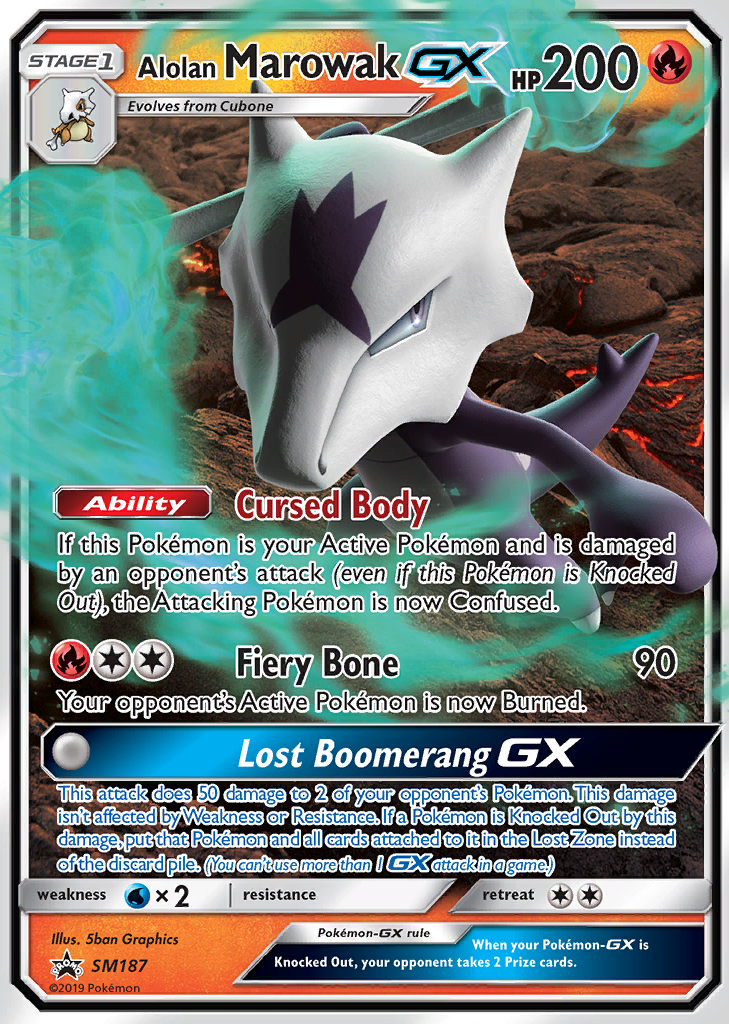 STAGE1
Alolan Marowak GX HP200
Evolves from Cubone
Ability Cursed Body
If this Pokémon is your Active Pokémon and is damaged
by an opponent's attack (even if this Pokémon is Knocked
Out), the Attacking Pokémon is now Confused.
Fiery Bone 90
Your opponent's Active Pokémon is now Burned.
Lost Boomerang GX
This attack does 50 damage to 2 of your opponent's Pokémon. This damage
isn't affected by Weakness or Resistance. If a Pokémon is Knocked Out by this
damage, put that Pokémon and all cards attached to it in the Lost Zone instead
of the discard pile. (You can't use more than 1 GX attack in a game.)
weakness ×2 resistance retreat
Illus. 5ban Graphics
PROMO SM187
©2019 Pokémon
Pokémon-GX rule
When your Pokémon-GX is
Knocked Out, your opponent takes 2 Prize cards.